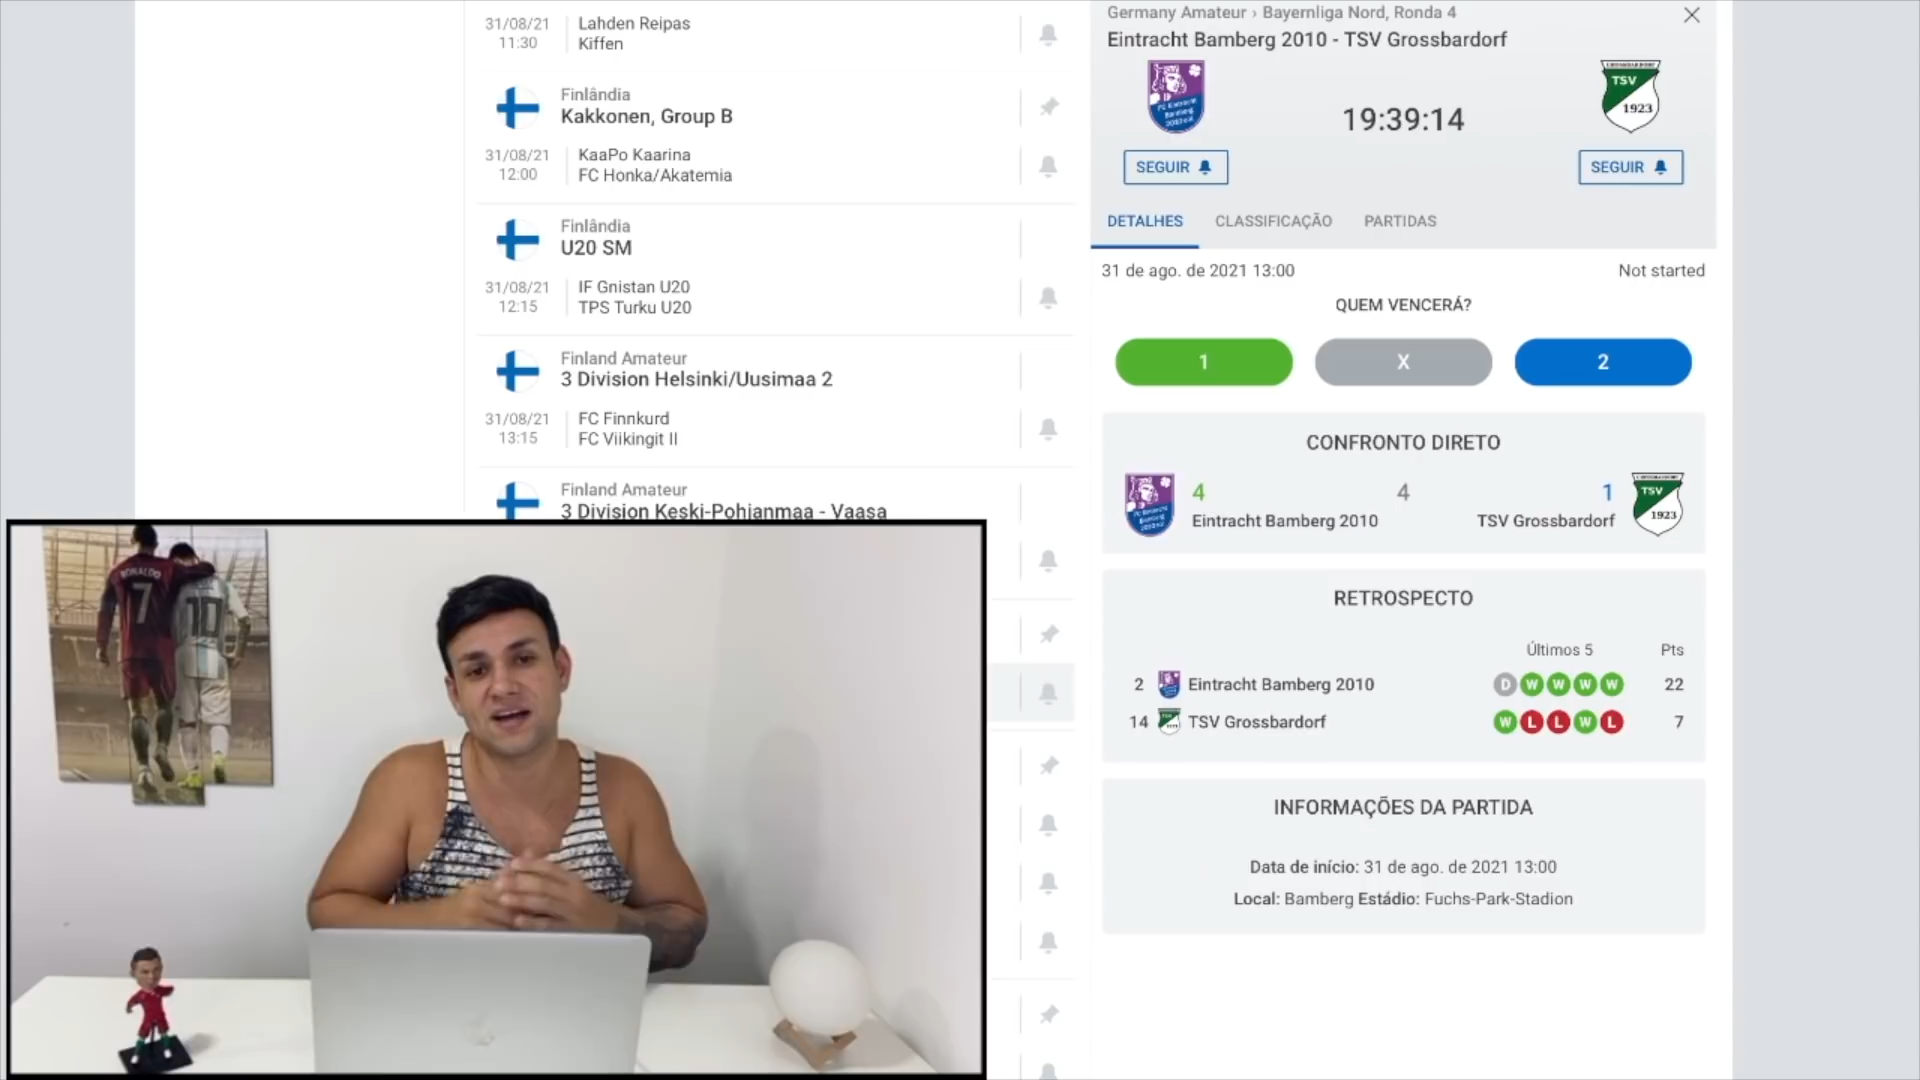 31/08/21
11:30
Lahden Reipas
Kiffen
Finlândia
Kakkonen, Group B
31/08/21
12:00
KaaPo Kaarina
FC Honka/Akatemia
Finlândia
U20 SM
31/08/21
12:15
IF Gnistan U20
TPS Turku U20
Finland Amateur
3 Division Helsinki/Uusimaa 2
31/08/21
13:15
FC Finnkurd
FC Viikingit II
Finland Amateur
3 Division Keski-Pohjanmaa - Vaasa
Germany Amateur › Bayernliga Nord, Ronda 4
Eintracht Bamberg 2010 - TSV Grossbardorf
FC Eintracht
Bamberg
2010 e.V.
19:39:14
GROSSBARDORF
TSV
1923
SEGUIR
SEGUIR
DETALHES CLASSIFICAÇÃO PARTIDAS
31 de ago. de 2021 13:00 Not started
QUEM VENCERÁ?
1 X 2
CONFRONTO DIRETO
4 4 1
Eintracht Bamberg 2010 TSV Grossbardorf
TSV
1923
RETROSPECTO
Últimos 5 Pts
2 Eintracht Bamberg 2010 D W W W W 22
14 TSV Grossbardorf W L L W L 7
INFORMAÇÕES DA PARTIDA
Data de início: 31 de ago. de 2021 13:00
Local: Bamberg Estádio: Fuchs-Park-Stadion
RONALDO
7
10